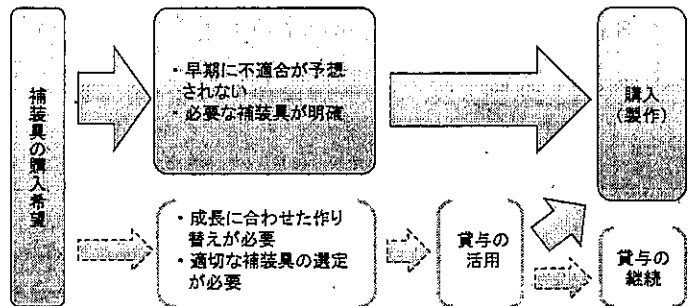 補装具の購入希望
・早期に不適合が予想
されない
・必要な補装具が明確
購入
（製作）
・成長に合わせた作り
替えが必要
・適切な補装具の選定
が必要
貸与の
活用
貸与の
継続